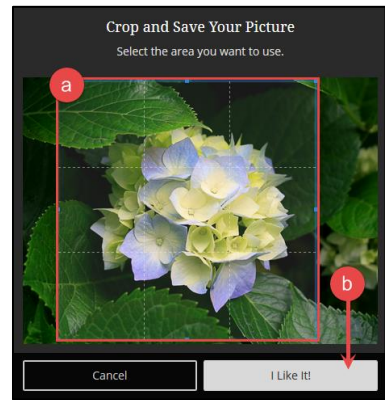 Crop and Save Your Picture
Select the area you want to use.
a
b
Cancel
I Like It!